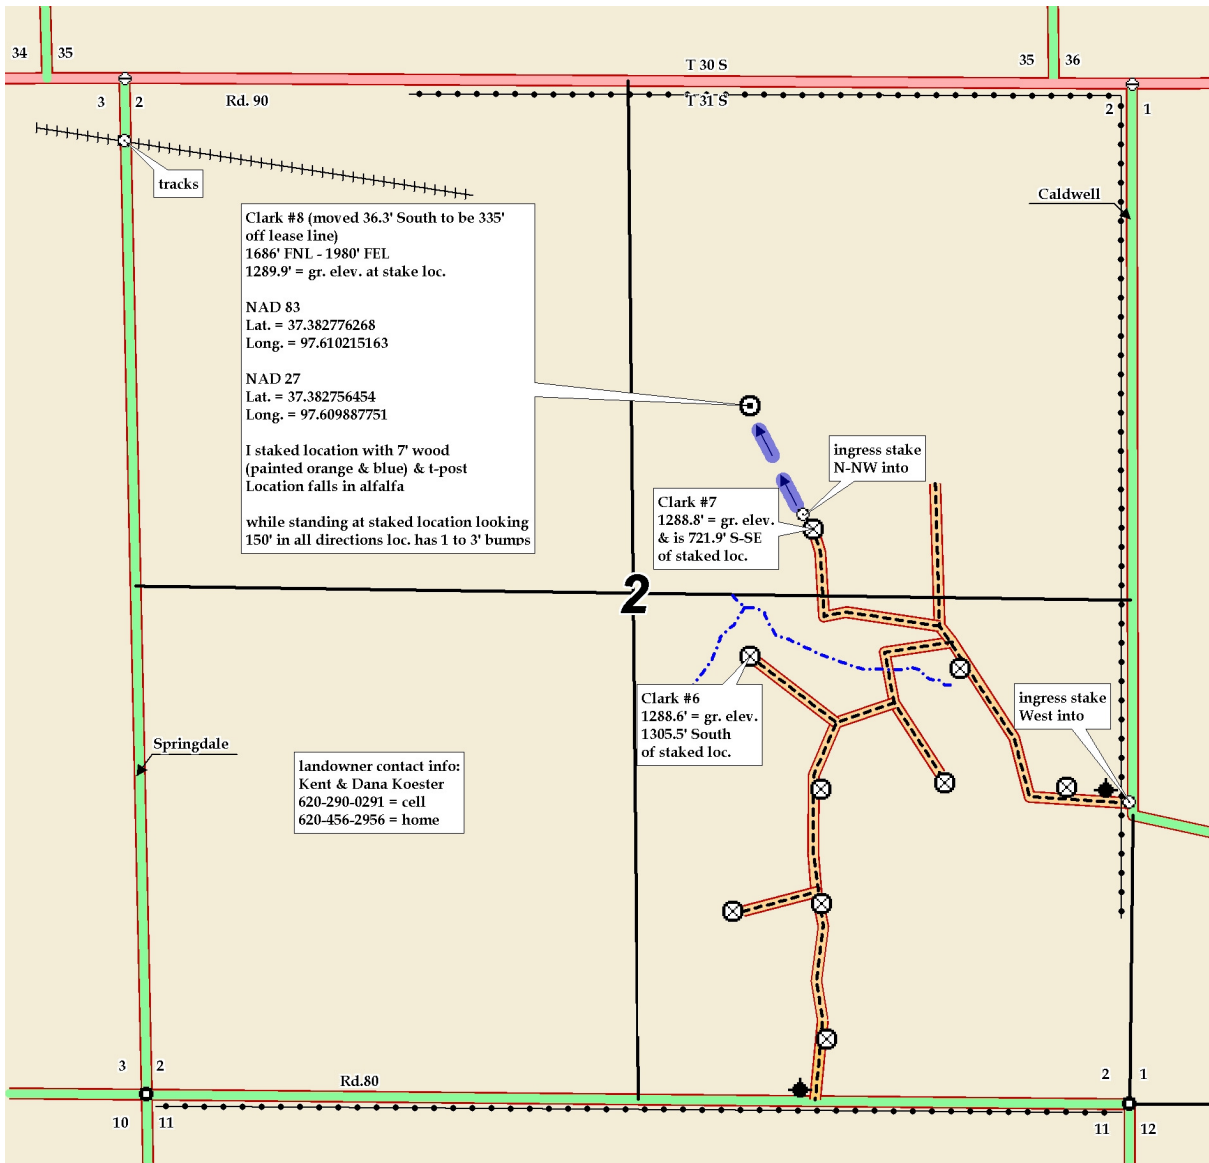 34 35
35 36
T 30 S
3 2
Rd. 90
T 31 S
2 1
tracks
Caldwell
Clark #8 (moved 36.3' South to be 335'
off lease line)
1686' FNL - 1980' FEL
1289.9' = gr. elev. at stake loc.
NAD 83
Lat. = 37.382776268
Long. = 97.610215163
NAD 27
Lat. = 37.382756454
Long. = 97.609887751
I staked location with 7' wood
(painted orange & blue) & t-post
Location falls in alfalfa
while standing at staked location looking
150' in all directions loc. has 1 to 3' bumps
ingress stake
N-NW into
Clark #7
1288.8' = gr. elev.
& is 721.9' S-SE
of staked loc.
2
Clark #6
1288.6' = gr. elev.
1305.5' South
of staked loc.
ingress stake
West into
Springdale
landowner contact info:
Kent & Dana Koester
620-290-0291 = cell
620-456-2956 = home
3 2
Rd.80
2 1
10 11
11 12